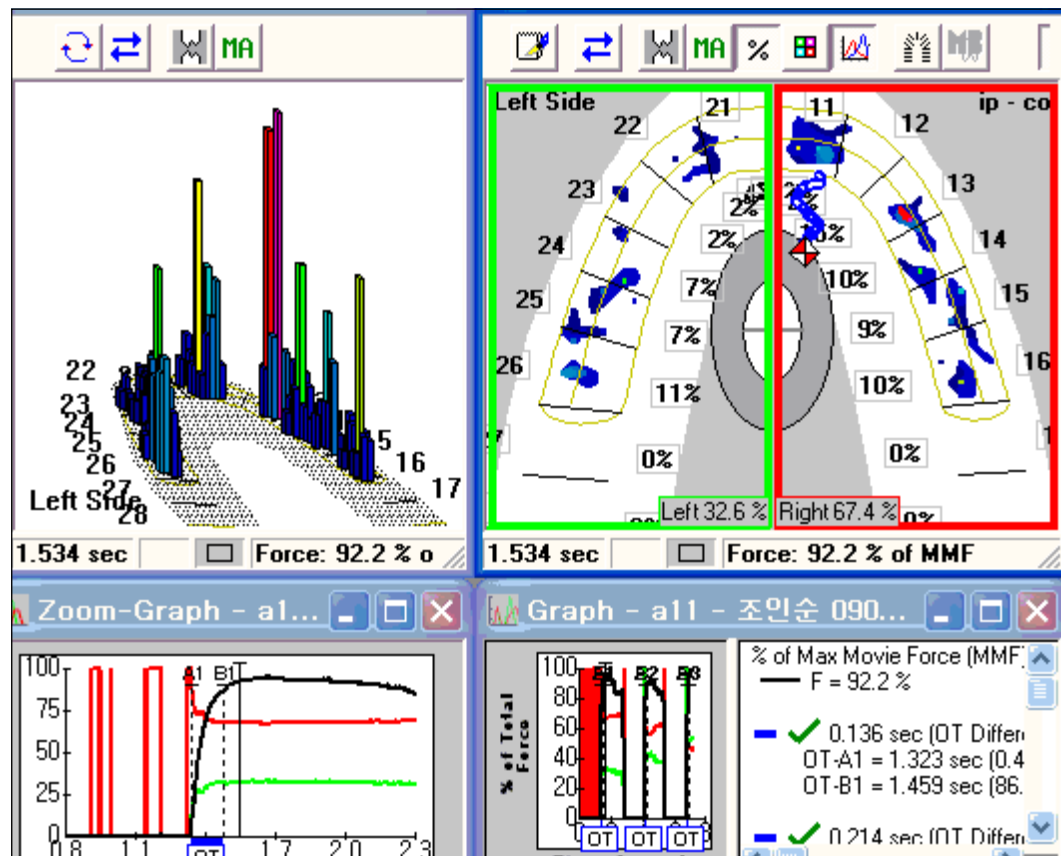 MA
MA %
Left Side
ip - co
21
11
22
12
23
13
24
14
25
15
26
16
2%
2%
10%
7%
7%
9%
11%
10%
0%
0%
Left 32.6 %
Right 67.4 %
22
23
24
25
26
27
28
Left Side
5
16
17
1.534 sec
Force: 92.2 % o
1.534 sec
Force: 92.2 % of MMF
Zoom-Graph - a1...
Graph - a11 - 조인순 090...
100
75
50
25
0
A1
B1
0.8
1.1
OT
1.7
2.0
2.3
% of Total
Force
100
80
60
40
20
0
B2
B3
OT
OT
OT
% of Max Movie Force (MMF)
F = 92.2 %
0.136 sec (OT Differe
OT-A1 = 1.323 sec (0.4
OT-B1 = 1.459 sec (86.
0.214 sec (OT Differe